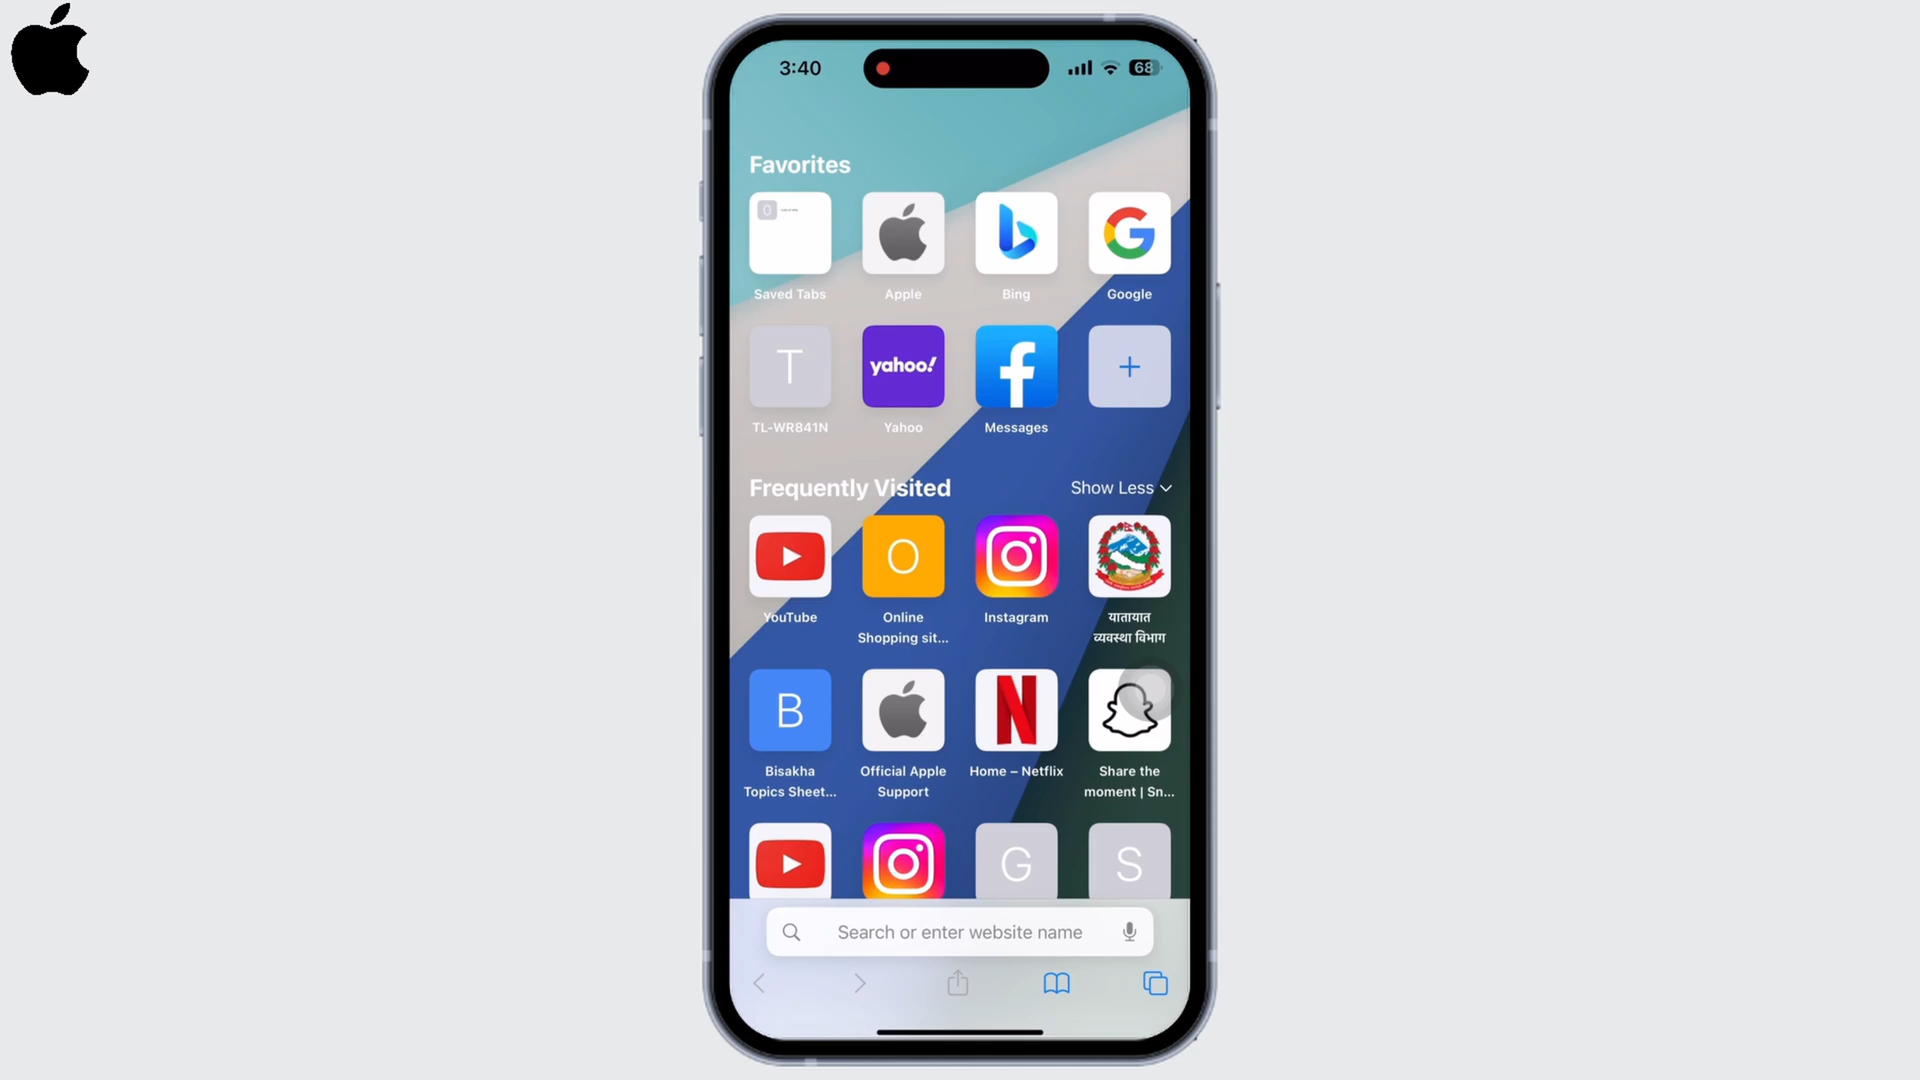 3:40
68
Favorites
0
Saved Tabs
Apple
Bing
Google
T
yahoo!
TL-WR841N
Yahoo
Messages
Frequently Visited
Show Less
O
YouTube
Online
Shopping sit...
Instagram
यातायात
व्यवस्था विभाग
B
Bisakha
Topics Sheet...
Official Apple
Support
Home – Netflix
Share the
moment | Sn...
G
S
Search or enter website name